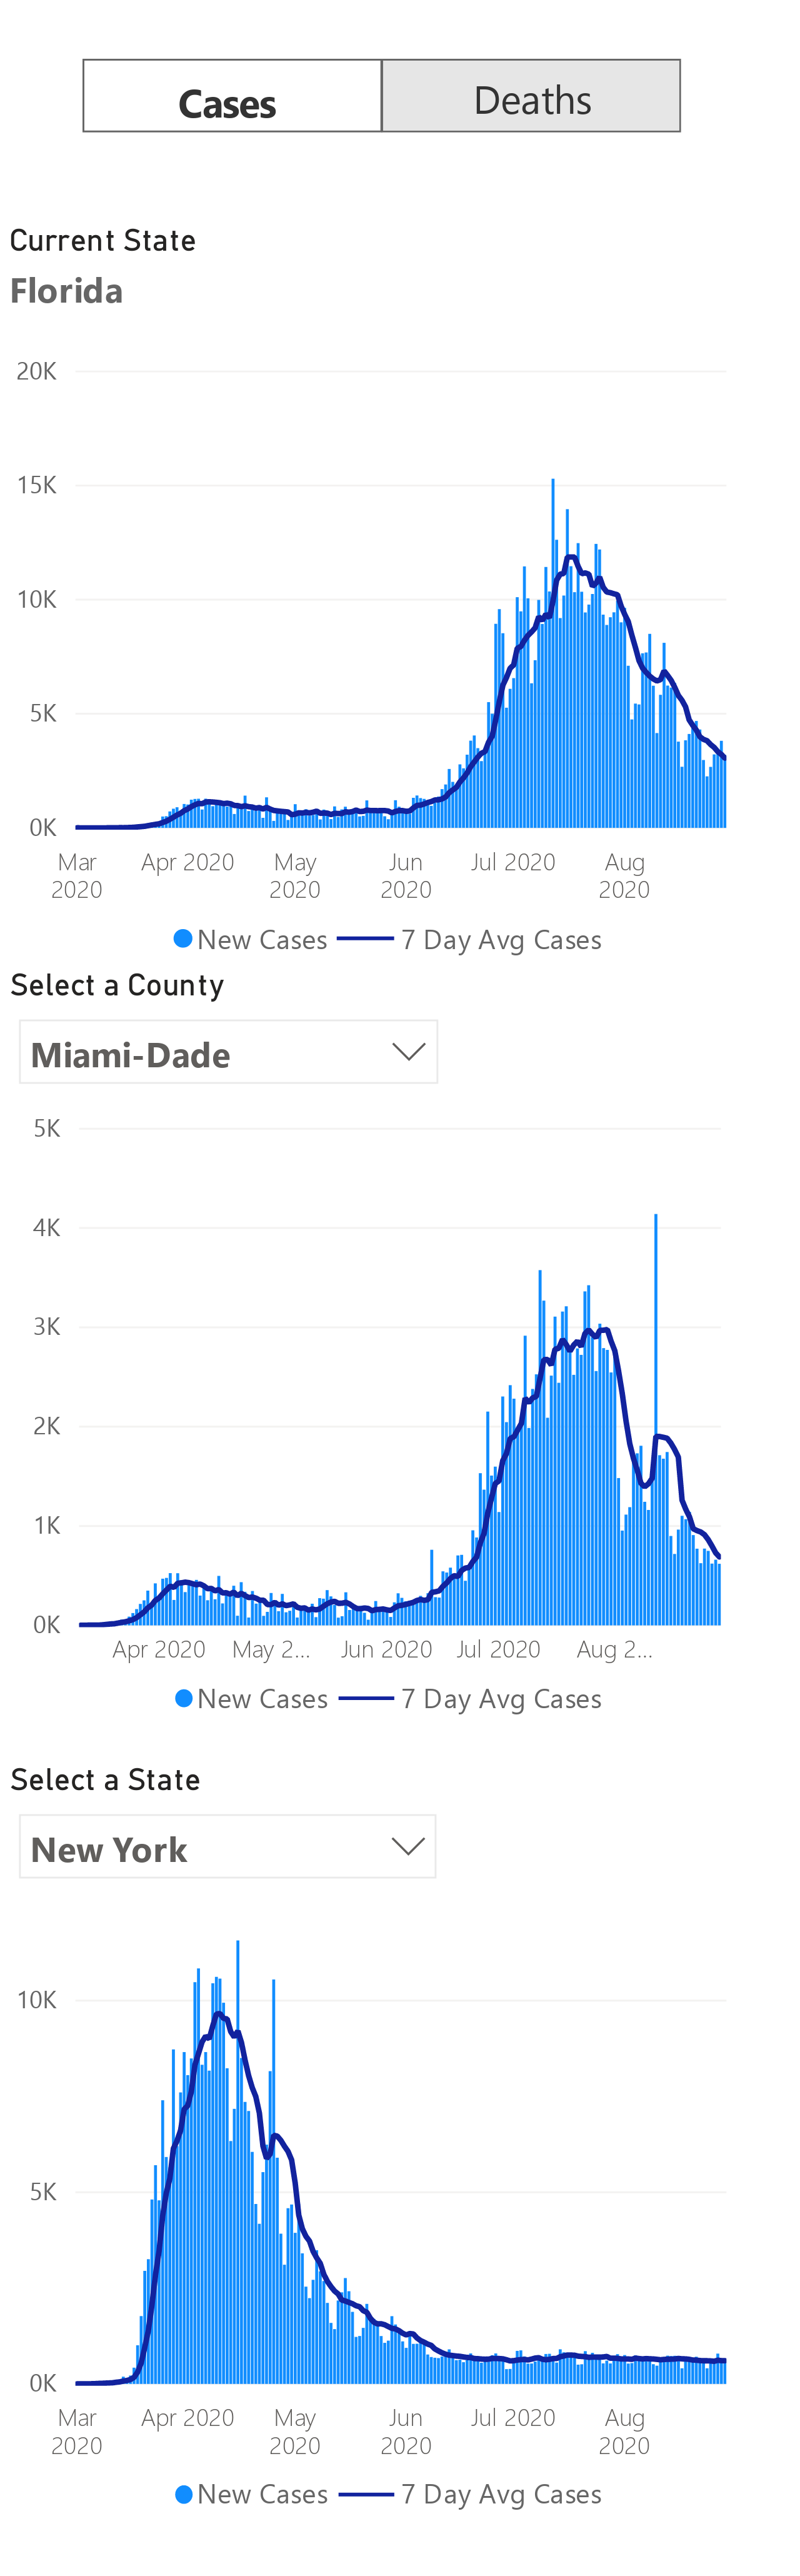 Cases Deaths
Current State
Florida
20K
15K
10K
5K
0K
Mar Apr 2020 May Jun Jul 2020 Aug
2020 2020 2020 2020
New Cases 7 Day Avg Cases
Select a County
Miami-Dade
5K
4K
3K
2K
1K
0K
Apr 2020 May 2... Jun 2020 Jul 2020 Aug 2...
New Cases 7 Day Avg Cases
Select a State
New York
10K
5K
0K
Mar Apr 2020 May Jun Jul 2020 Aug
2020 2020 2020 2020
New Cases 7 Day Avg Cases